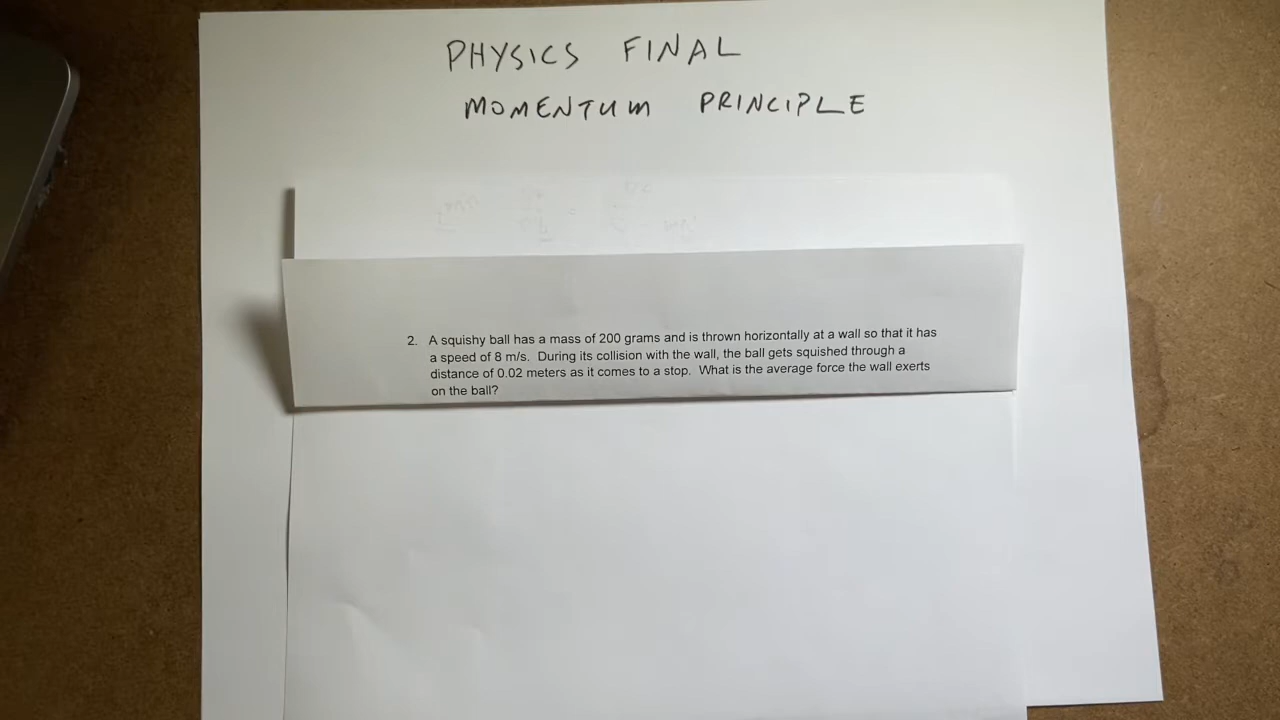 PHYSICS FINAL
MOMENTUM PRINCIPLE
2. A squishy ball has a mass of 200 grams and is thrown horizontally at a wall so that it has
a speed of 8 m/s. During its collision with the wall, the ball gets squished through a
distance of 0.02 meters as it comes to a stop. What is the average force the wall exerts
on the ball?